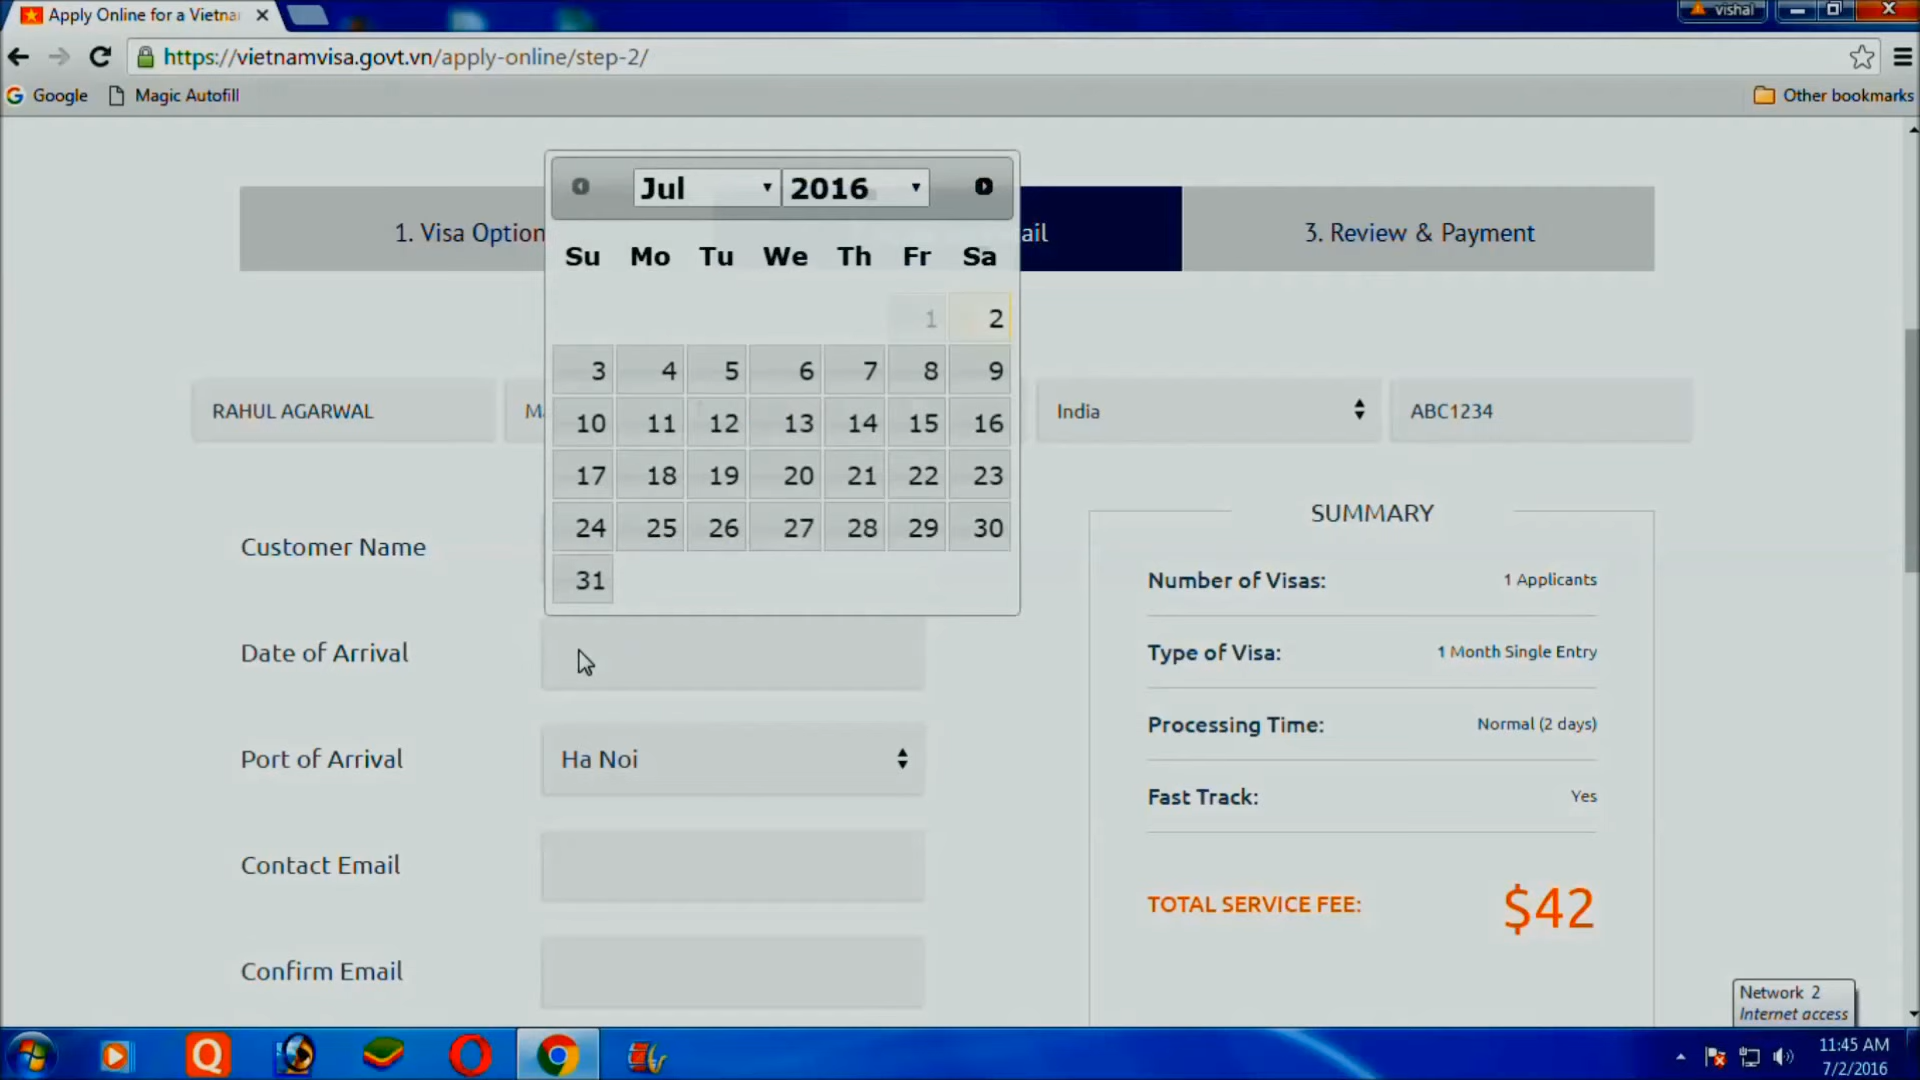 Apply Online for a Vietna
vishal
https://vietnamvisa.govt.vn/apply-online/step-2/
Google
Magic Autofill
Other bookmarks
Jul
2016
1. Visa Option
ail
3. Review & Payment
Su Mo Tu We Th Fr Sa
1 2
3 4 5 6 7 8 9
10 11 12 13 14 15 16
17 18 19 20 21 22 23
24 25 26 27 28 29 30
31
RAHUL AGARWAL
Ma
India
ABC1234
SUMMARY
Customer Name
Number of Visas: 1 Applicants
Date of Arrival
Type of Visa: 1 Month Single Entry
Processing Time: Normal (2 days)
Port of Arrival
Ha Noi
Fast Track: Yes
Contact Email
TOTAL SERVICE FEE: $42
Confirm Email
Network 2
Internet access
11:45 AM
7/2/2016